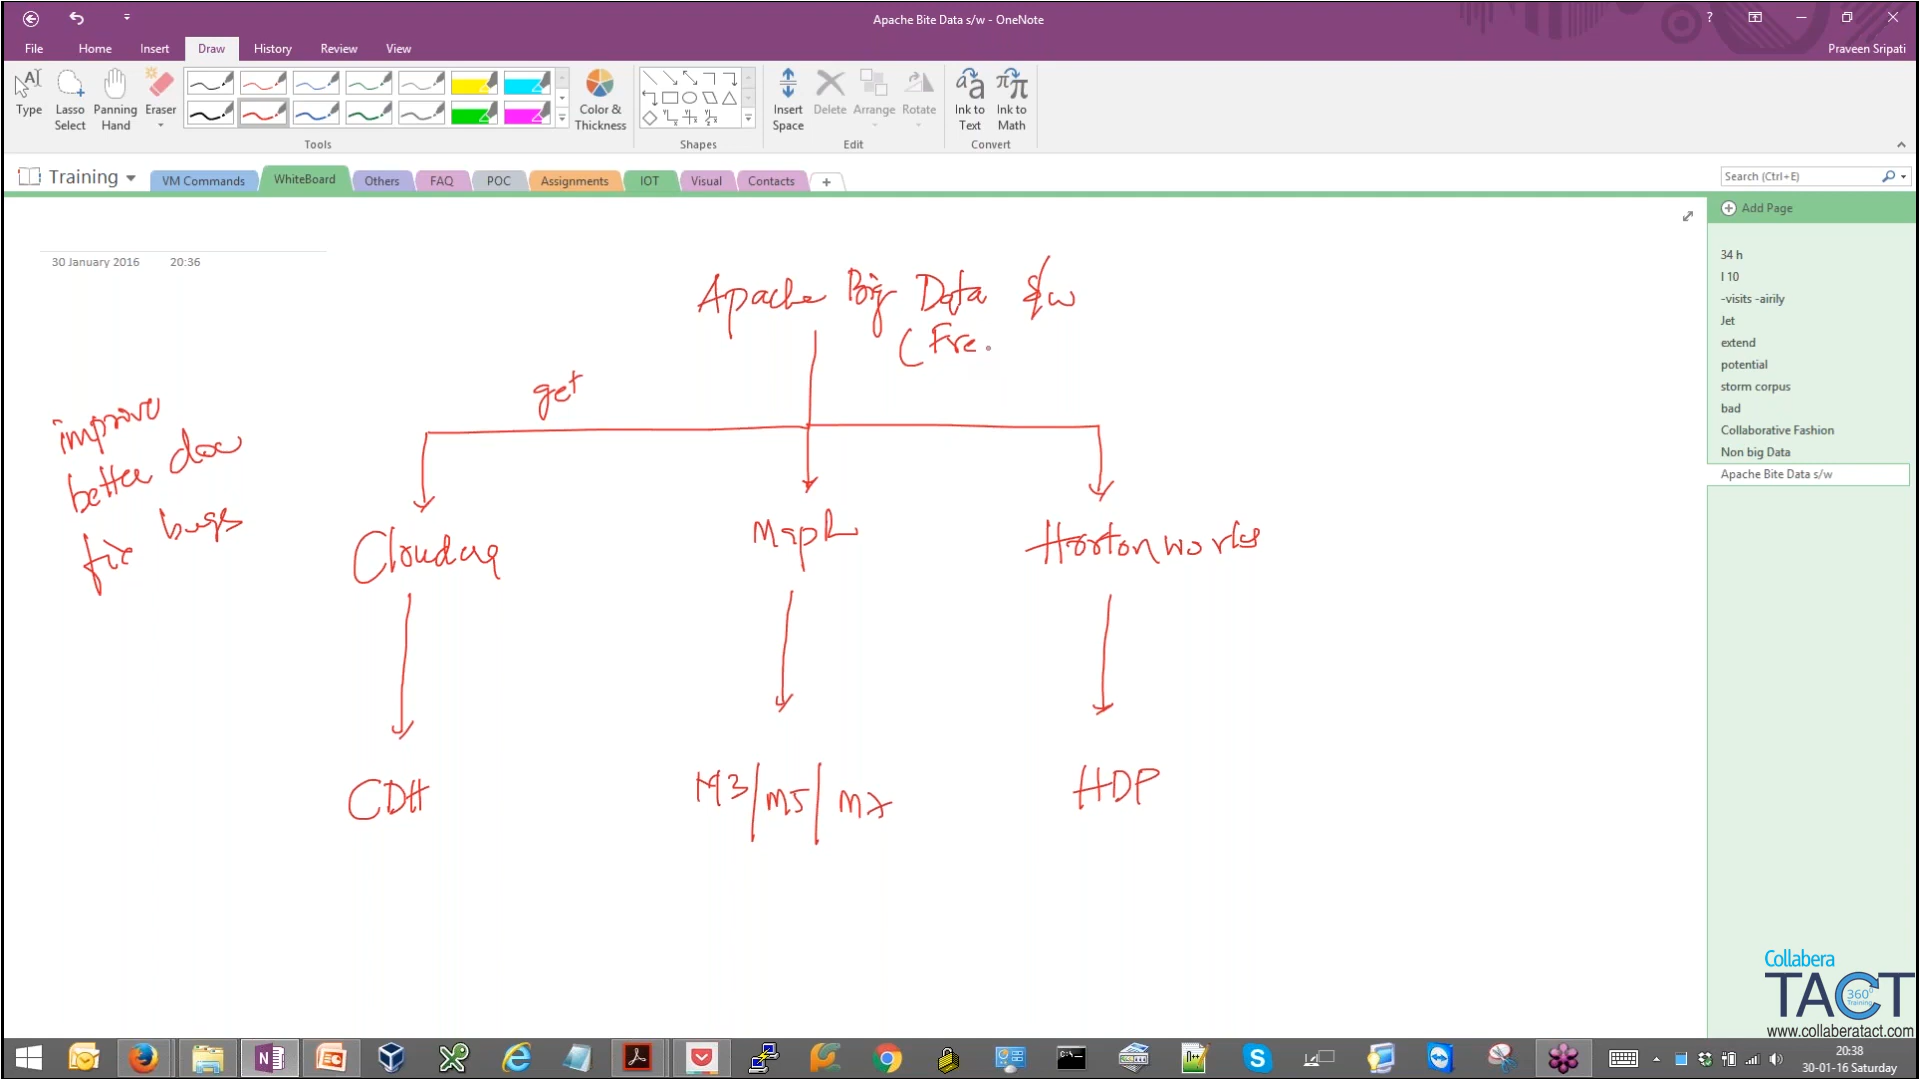 Apache Bite Data s/w - OneNote
?
File Home Insert Draw History Review View
Praveen Sripati
Type
Lasso Select
Panning Hand
Eraser
Color & Thickness
Insert Space
Delete
Arrange
Rotate
Ink to Text
Ink to Math
Tools
Shapes
Edit
Convert
Training
VM Commands WhiteBoard Others FAQ POC Assignments IOT Visual Contacts +
Search (Ctrl+E)
Add Page
34 h
I 10
-visits -airily
Jet
extend
potential
storm corpus
bad
Collaborative Fashion
Non big Data
Apache Bite Data s/w
30 January 2016 20:36
Apache Big Data s/w
(Fre
get
improve
better doc
fix bugs
Cloudera
MapR
Hortonworks
CDH
M3/M5/M7
HDP
Collabera
TACT
360°
Training
www.collaberatact.com
20:38
30-01-16 Saturday